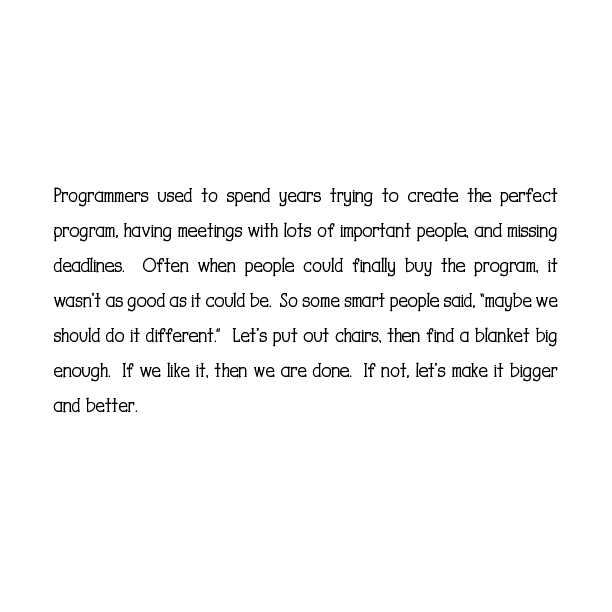 Programmers used to spend years trying to create the perfect
program, having meetings with lots of important people, and missing
deadlines.  Often when people could finally buy the program, it
wasn't as good as it could be.  So some smart people said, "maybe we
should do it different."  Let's put out chairs, then find a blanket big
enough.  If we like it, then we are done.  If not, let's make it bigger
and better.